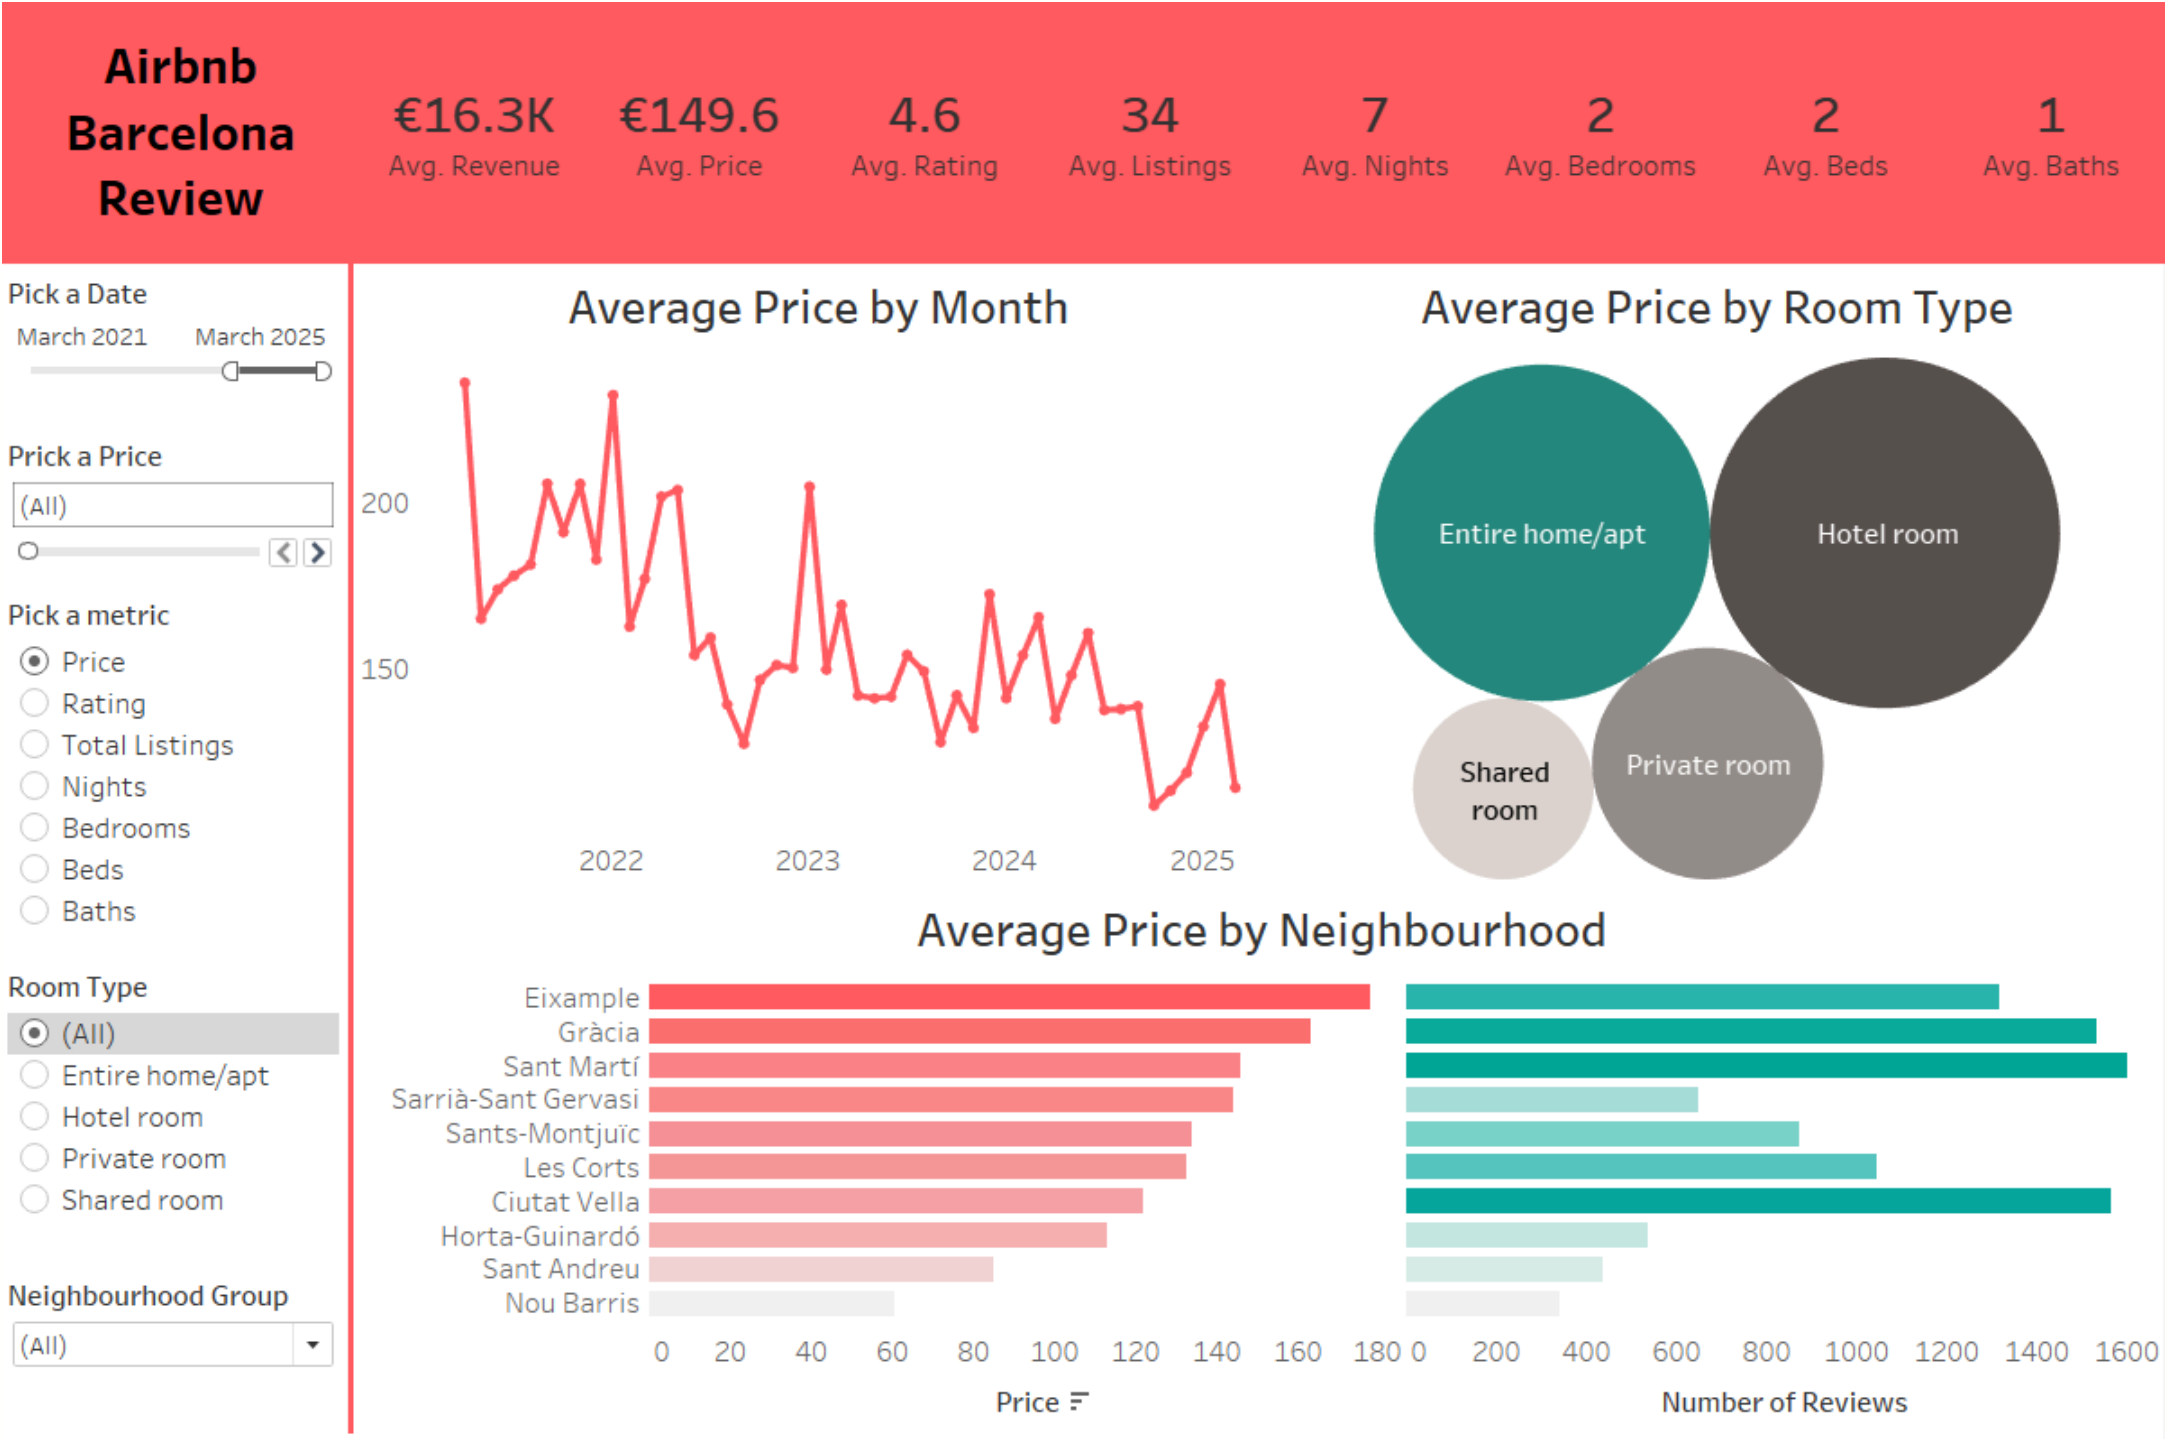 Airbnb
Barcelona
Review
€16.3K
Avg. Revenue
€149.6
Avg. Price
4.6
Avg. Rating
34
Avg. Listings
7
Avg. Nights
2
Avg. Bedrooms
2
Avg. Beds
1
Avg. Baths
Pick a Date
March 2021 March 2025
Prick a Price
(All)
Pick a metric
Price
Rating
Total Listings
Nights
Bedrooms
Beds
Baths
Room Type
(All)
Entire home/apt
Hotel room
Private room
Shared room
Neighbourhood Group
(All)
Average Price by Month
200
150
2022 2023 2024 2025
Average Price by Room Type
Entire home/apt
Hotel room
Shared
room
Private room
Average Price by Neighbourhood
Eixample
Gràcia
Sant Martí
Sarrià-Sant Gervasi
Sants-Montjuïc
Les Corts
Ciutat Vella
Horta-Guinardó
Sant Andreu
Nou Barris
0 20 40 60 80 100 120 140 160 180
Price
0 200 400 600 800 1000 1200 1400 1600
Number of Reviews